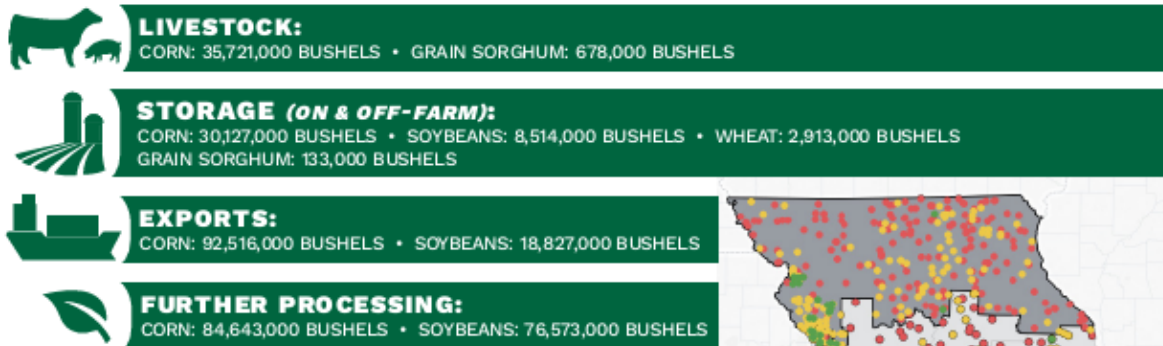 LIVESTOCK:
CORN: 35,721,000 BUSHELS • GRAIN SORGHUM: 678,000 BUSHELS
STORAGE (ON & OFF-FARM):
CORN: 30,127,000 BUSHELS • SOYBEANS: 8,514,000 BUSHELS • WHEAT: 2,913,000 BUSHELS
GRAIN SORGHUM: 133,000 BUSHELS
EXPORTS:
CORN: 92,516,000 BUSHELS • SOYBEANS: 18,827,000 BUSHELS
FURTHER PROCESSING:
CORN: 84,643,000 BUSHELS • SOYBEANS: 76,573,000 BUSHELS